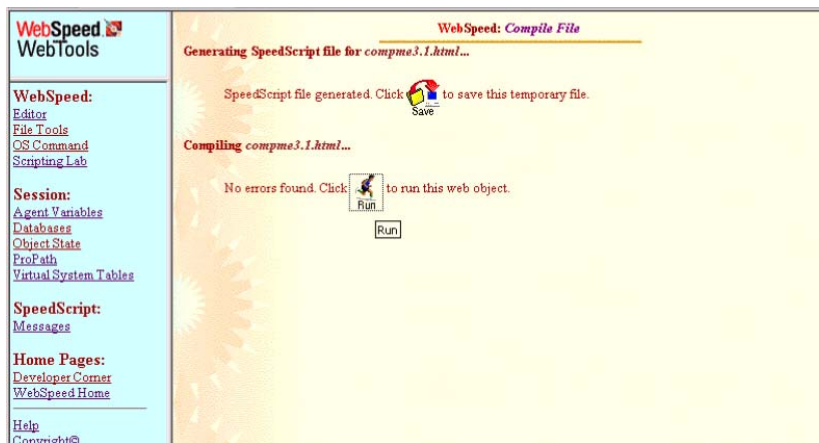 WebSpeed
WebTools
WebSpeed:
Editor
File Tools
OS Command
Scripting Lab
Session:
Agent Variables
Databases
Object State
ProPath
Virtual System Tables
SpeedScript:
Messages
Home Pages:
Developer Corner
WebSpeed Home
Help
Copyright©
WebSpeed: Compile File
Generating SpeedScript file for compme3.1.html...
SpeedScript file generated. Click Save to save this temporary file.
Compiling compme3.1.html...
No errors found. Click Run to run this web object.
Run